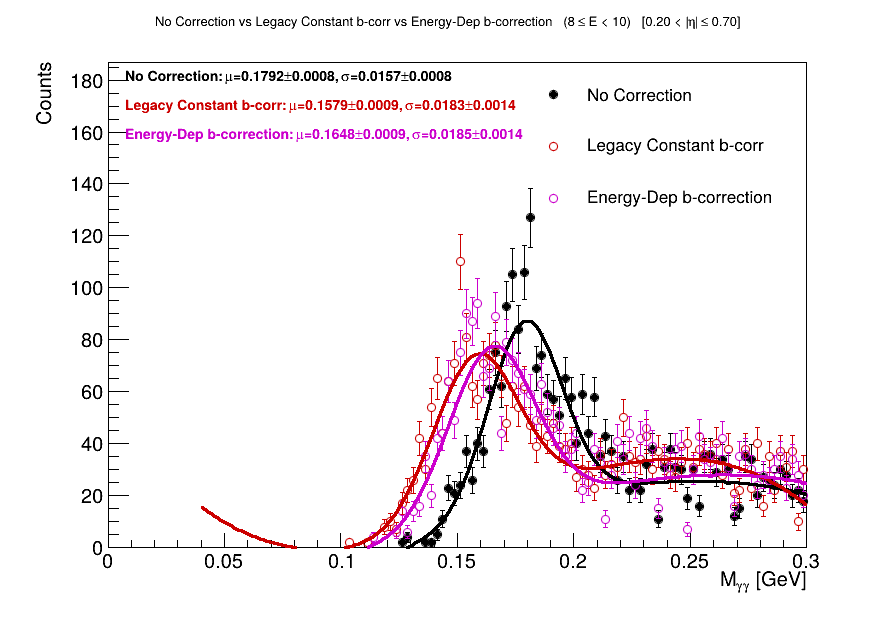 No Correction vs Legacy Constant b-corr vs Energy-Dep b-correction (8 ≤ E < 10) [0.20 < |η| ≤ 0.70]
Counts
180
160
140
120
100
80
60
40
20
0
No Correction: μ=0.1792±0.0008, σ=0.0157±0.0008
Legacy Constant b-corr: μ=0.1579±0.0009, σ=0.0183±0.0014
Energy-Dep b-correction: μ=0.1648±0.0009, σ=0.0185±0.0014
No Correction
Legacy Constant b-corr
Energy-Dep b-correction
0 0.05 0.1 0.15 0.2 0.25 0.3
Mγγ [GeV]